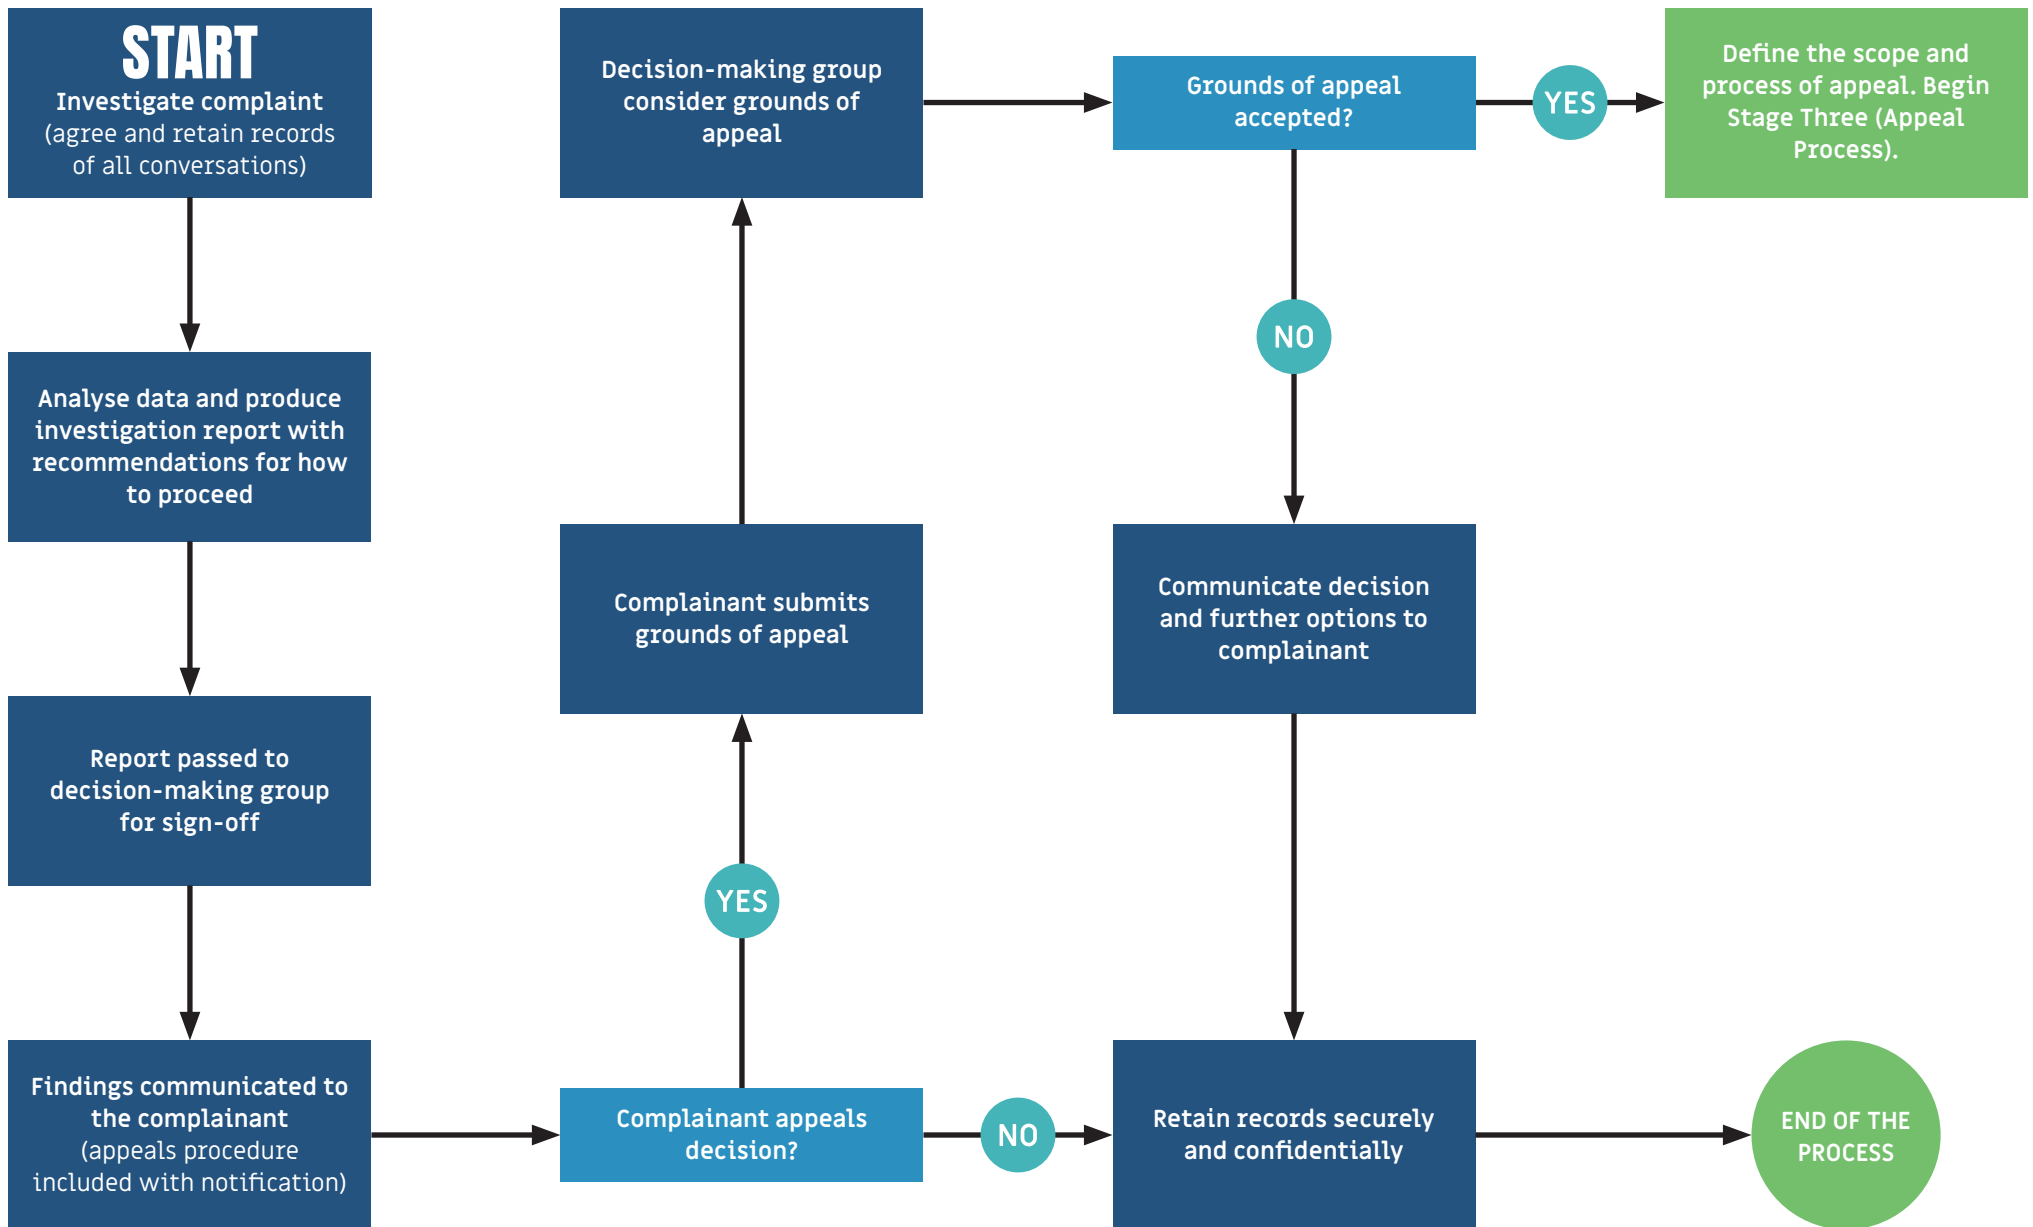 START
Investigate complaint
(agree and retain records
of all conversations)
Analyse data and produce
investigation report with
recommendations for how
to proceed
Report passed to
decision-making group
for sign-off
Findings communicated to
the complainant
(appeals procedure
included with notification)
Complainant appeals
decision?
YES
Complainant submits
grounds of appeal
Decision-making group
consider grounds of
appeal
Grounds of appeal
accepted?
YES
Define the scope and
process of appeal. Begin
Stage Three (Appeal
Process).
NO
Communicate decision
and further options to
complainant
NO
Retain records securely
and confidentially
END OF THE
PROCESS